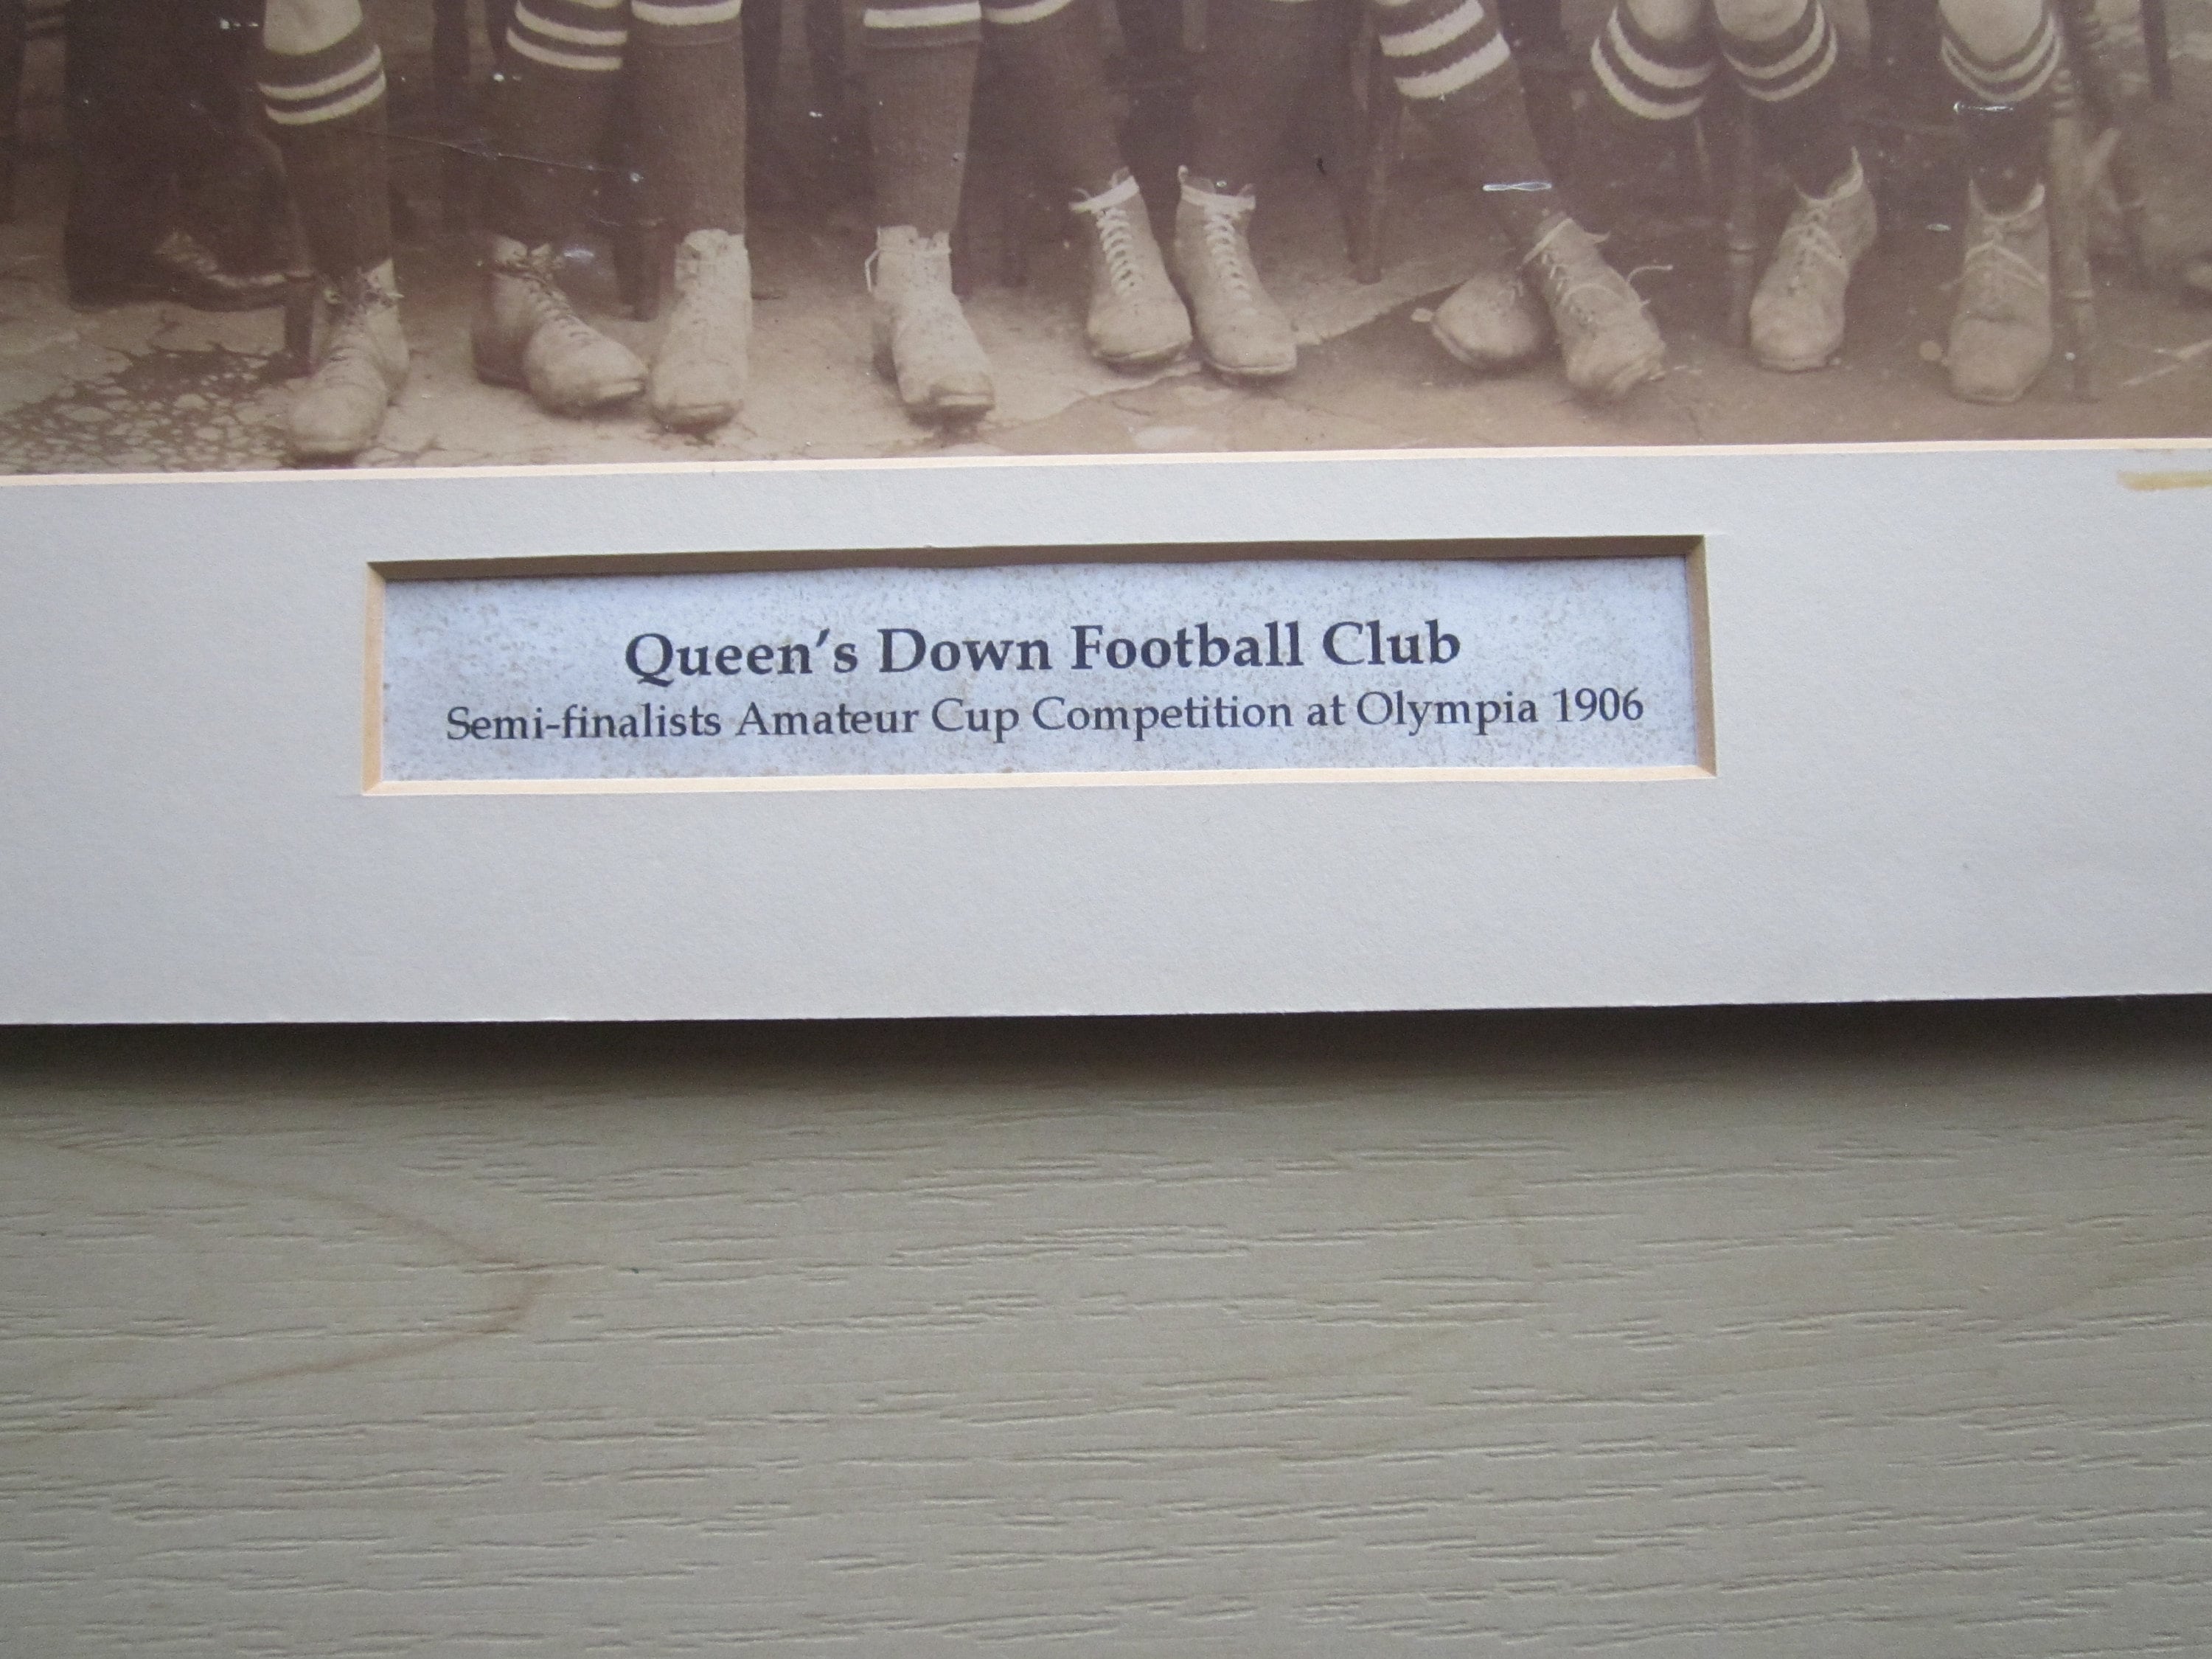 Queen's Down Football Club
Semi-finalists Amateur Cup Competition at Olympia 1906